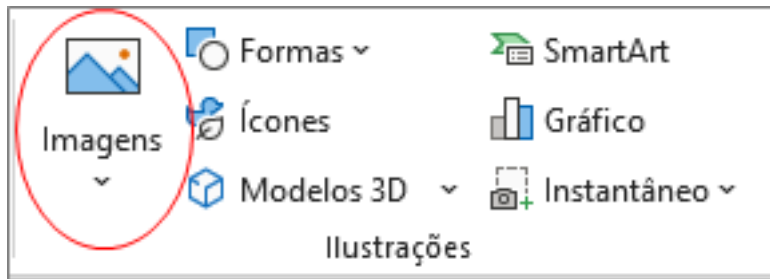 Imagens
Formas
Ícones
Modelos 3D
SmartArt
Gráfico
Instantâneo
Ilustrações